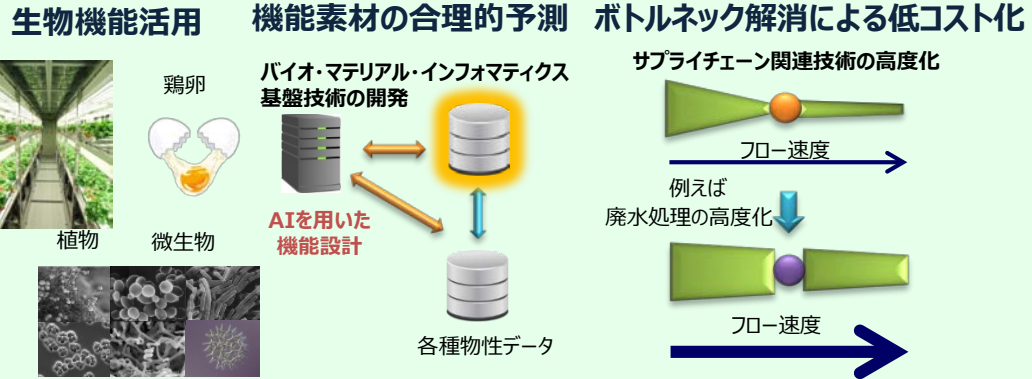 生物機能活用
鶏卵
植物
微生物
機能素材の合理的予測
バイオ・マテリアル・インフォマティクス
基盤技術の開発
AIを用いた
機能設計
各種物性データ
ボトルネック解消による低コスト化
サプライチェーン関連技術の高度化
フロー速度
例えば
廃水処理の高度化
フロー速度